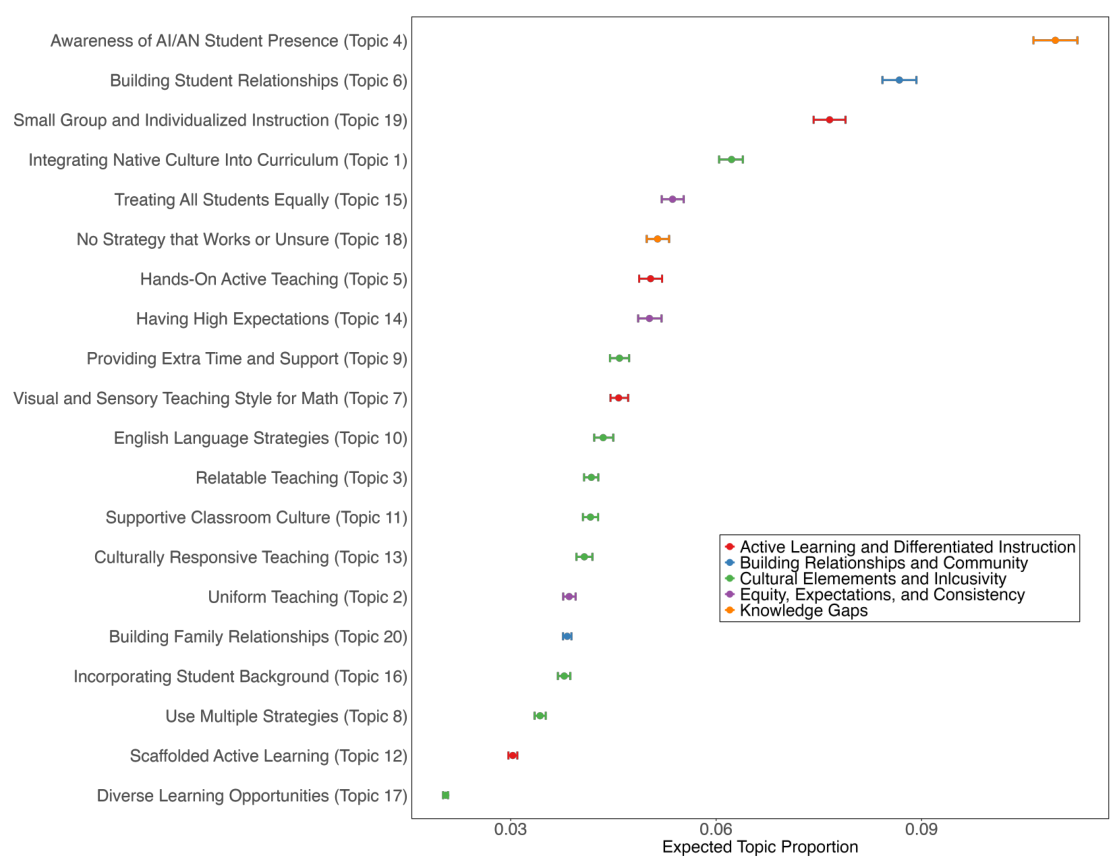 Awareness of AI/AN Student Presence (Topic 4)
Building Student Relationships (Topic 6)
Small Group and Individualized Instruction (Topic 19)
Integrating Native Culture Into Curriculum (Topic 1)
Treating All Students Equally (Topic 15)
No Strategy that Works or Unsure (Topic 18)
Hands-On Active Teaching (Topic 5)
Having High Expectations (Topic 14)
Providing Extra Time and Support (Topic 9)
Visual and Sensory Teaching Style for Math (Topic 7)
English Language Strategies (Topic 10)
Relatable Teaching (Topic 3)
Supportive Classroom Culture (Topic 11)
Culturally Responsive Teaching (Topic 13)
Uniform Teaching (Topic 2)
Building Family Relationships (Topic 20)
Incorporating Student Background (Topic 16)
Use Multiple Strategies (Topic 8)
Scaffolded Active Learning (Topic 12)
Diverse Learning Opportunities (Topic 17)
Active Learning and Differentiated Instruction
Building Relationships and Community
Cultural Elemements and Inlcusivity
Equity, Expectations, and Consistency
Knowledge Gaps
0.03 0.06 0.09
Expected Topic Proportion